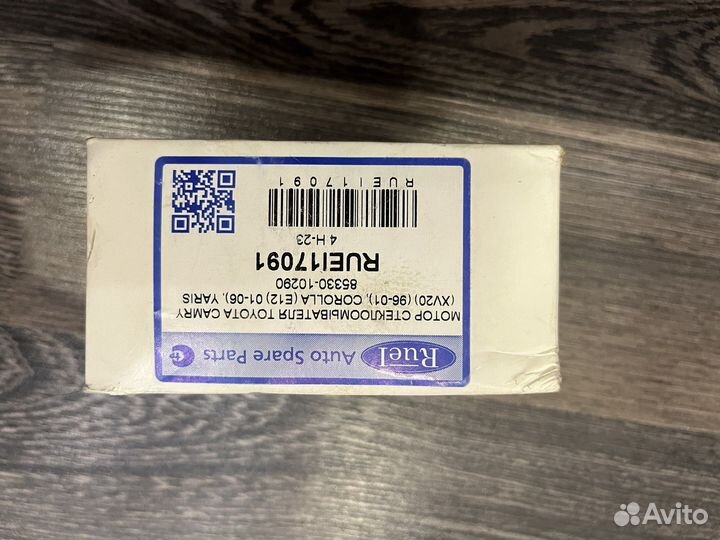 Ruei Auto Spare Parts
МОТОР СТЕКЛООМЫВАТЕЛЯ TOYOTA CAMRY
(XV20) (96-01), COROLLA (E12) 01-06), YARIS
85330-10290
RUEI17091
4 H-23
RUEI17091
Avito